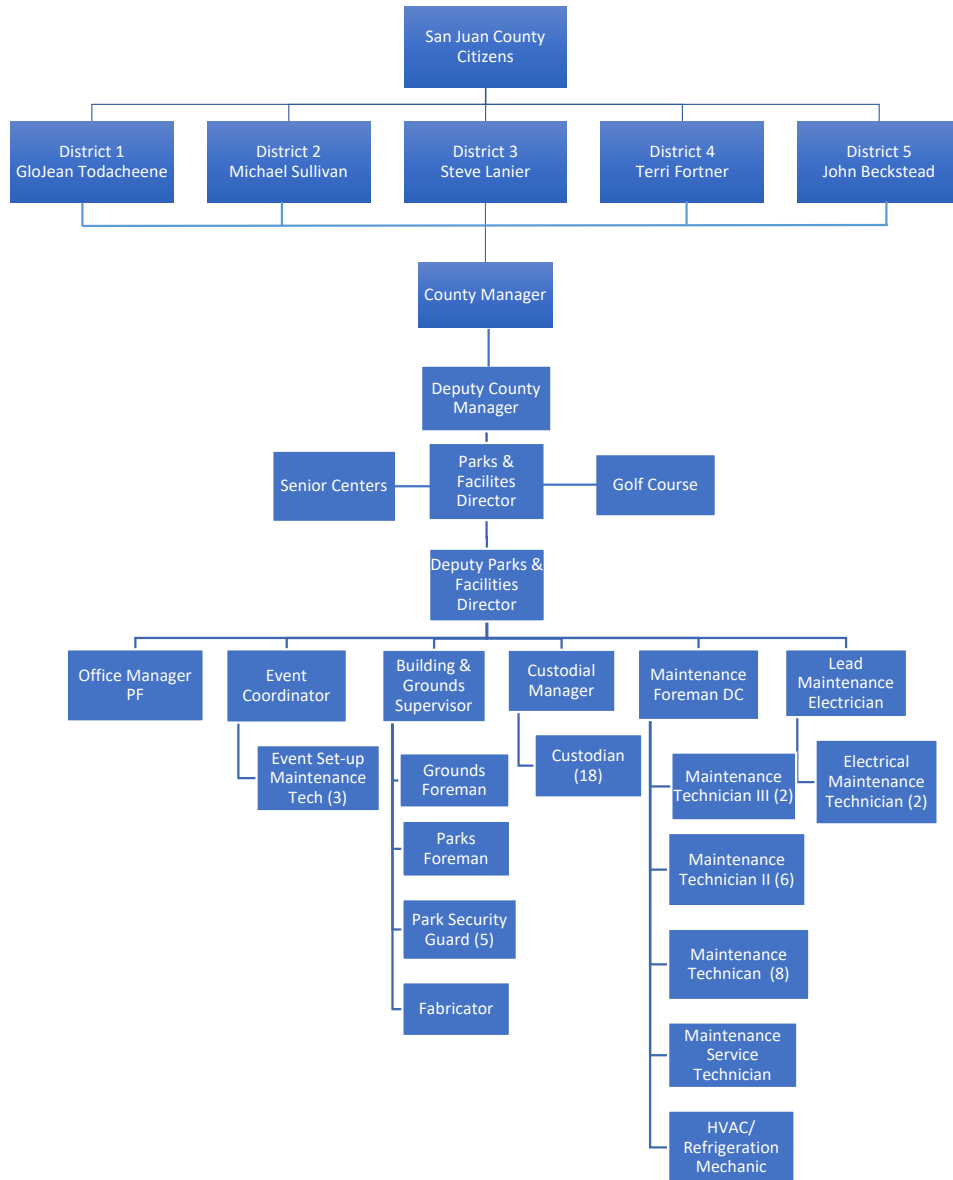 San Juan County
Citizens
District 1
GloJean Todacheene
District 2
Michael Sullivan
District 3
Steve Lanier
District 4
Terri Fortner
District 5
John Beckstead
County Manager
Deputy County
Manager
Senior Centers
Parks &
Facilites
Director
Golf Course
Deputy Parks &
Facilities
Director
Office Manager
PF
Event
Coordinator
Building &
Grounds
Supervisor
Custodial
Manager
Maintenance
Foreman DC
Lead
Maintenance
Electrician
Event Set-up
Maintenance
Tech (3)
Grounds
Foreman
Parks
Foreman
Park Security
Guard (5)
Fabricator
Custodian
(18)
Maintenance
Technician III (2)
Maintenance
Technician II (6)
Maintenance
Technican (8)
Maintenance
Service
Technician
HVAC/
Refrigeration
Mechanic
Electrical
Maintenance
Technician (2)